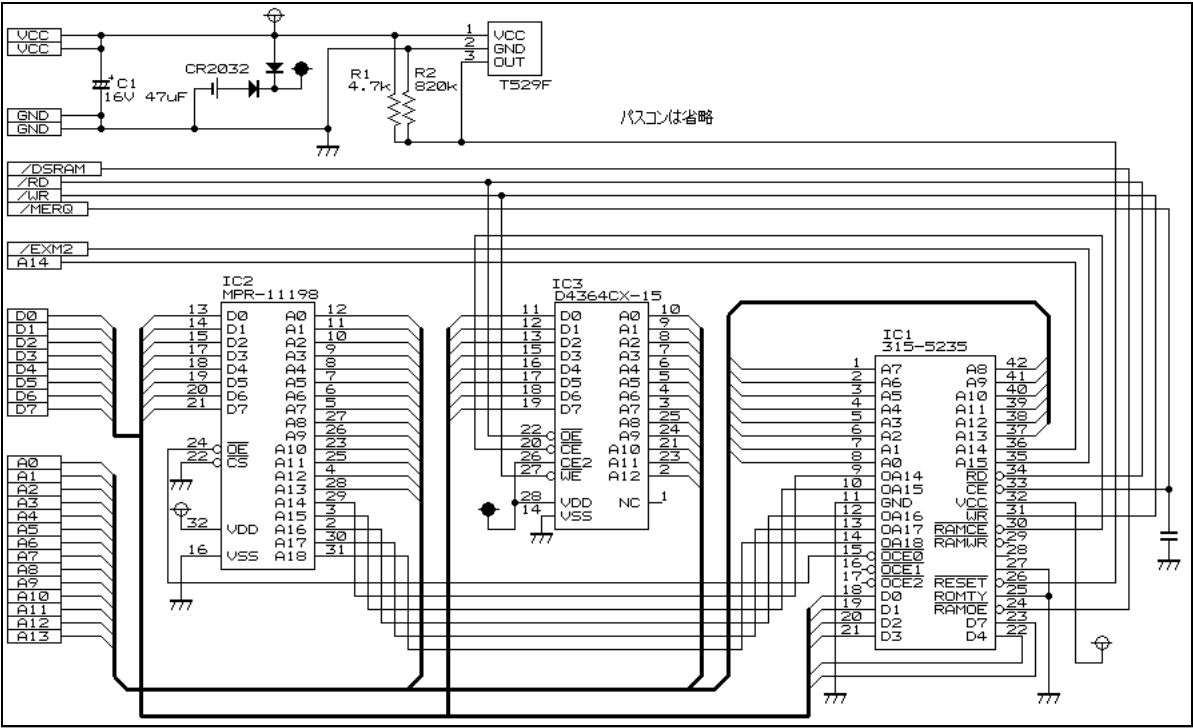 VCC
VCC
GND
GND
/DSRAM
/RD
/WR
/MERQ
/EXM2
A14
D0
D1
D2
D3
D4
D5
D6
D7
A0
A1
A2
A3
A4
A5
A6
A7
A8
A9
A10
A11
A12
A13
+
C1
16V 47uF
CR2032
R1
4.7k
R2
820k
1 VCC
2 GND
3 OUT
T529F
パスコンは省略
IC2
MPR-11198
13 D0 A0 12
14 D1 A1 11
15 D2 A2 10
17 D3 A3 9
18 D4 A4 8
19 D5 A5 7
20 D6 A6 6
21 D7 A7 5
A8 27
A9 26
24 OE A10 23
22 CS A11 25
A12 4
A13 28
A14 29
A15 3
32 VDD A16 2
A17 30
16 VSS A18 31
IC3
D4364CX-15
11 D0 A0 10
12 D1 A1 9
13 D2 A2 8
15 D3 A3 7
16 D4 A4 6
17 D5 A5 5
18 D6 A6 4
19 D7 A7 3
A8 25
22 OE A9 24
20 CE A10 21
26 CE2 A11 23
27 WE A12 2
28 VDD NC 1
14 VSS
IC1
315-5235
1 A7 A8 42
2 A6 A9 41
3 A5 A10 40
4 A4 A11 39
5 A3 A12 38
6 A2 A13 37
7 A1 A14 36
8 A0 A15 35
9 OA14 RD 34
10 OA15 CE 33
11 GND VCC 32
12 OA16 WR 31
13 OA17 RAMCE 30
14 OA18 RAMWR 29
15 OCE0 28
16 OCE1 27
17 OCE2 RESET 26
18 D0 ROMTY 25
19 D1 RAMOE 24
20 D2 D7 23
21 D3 D4 22